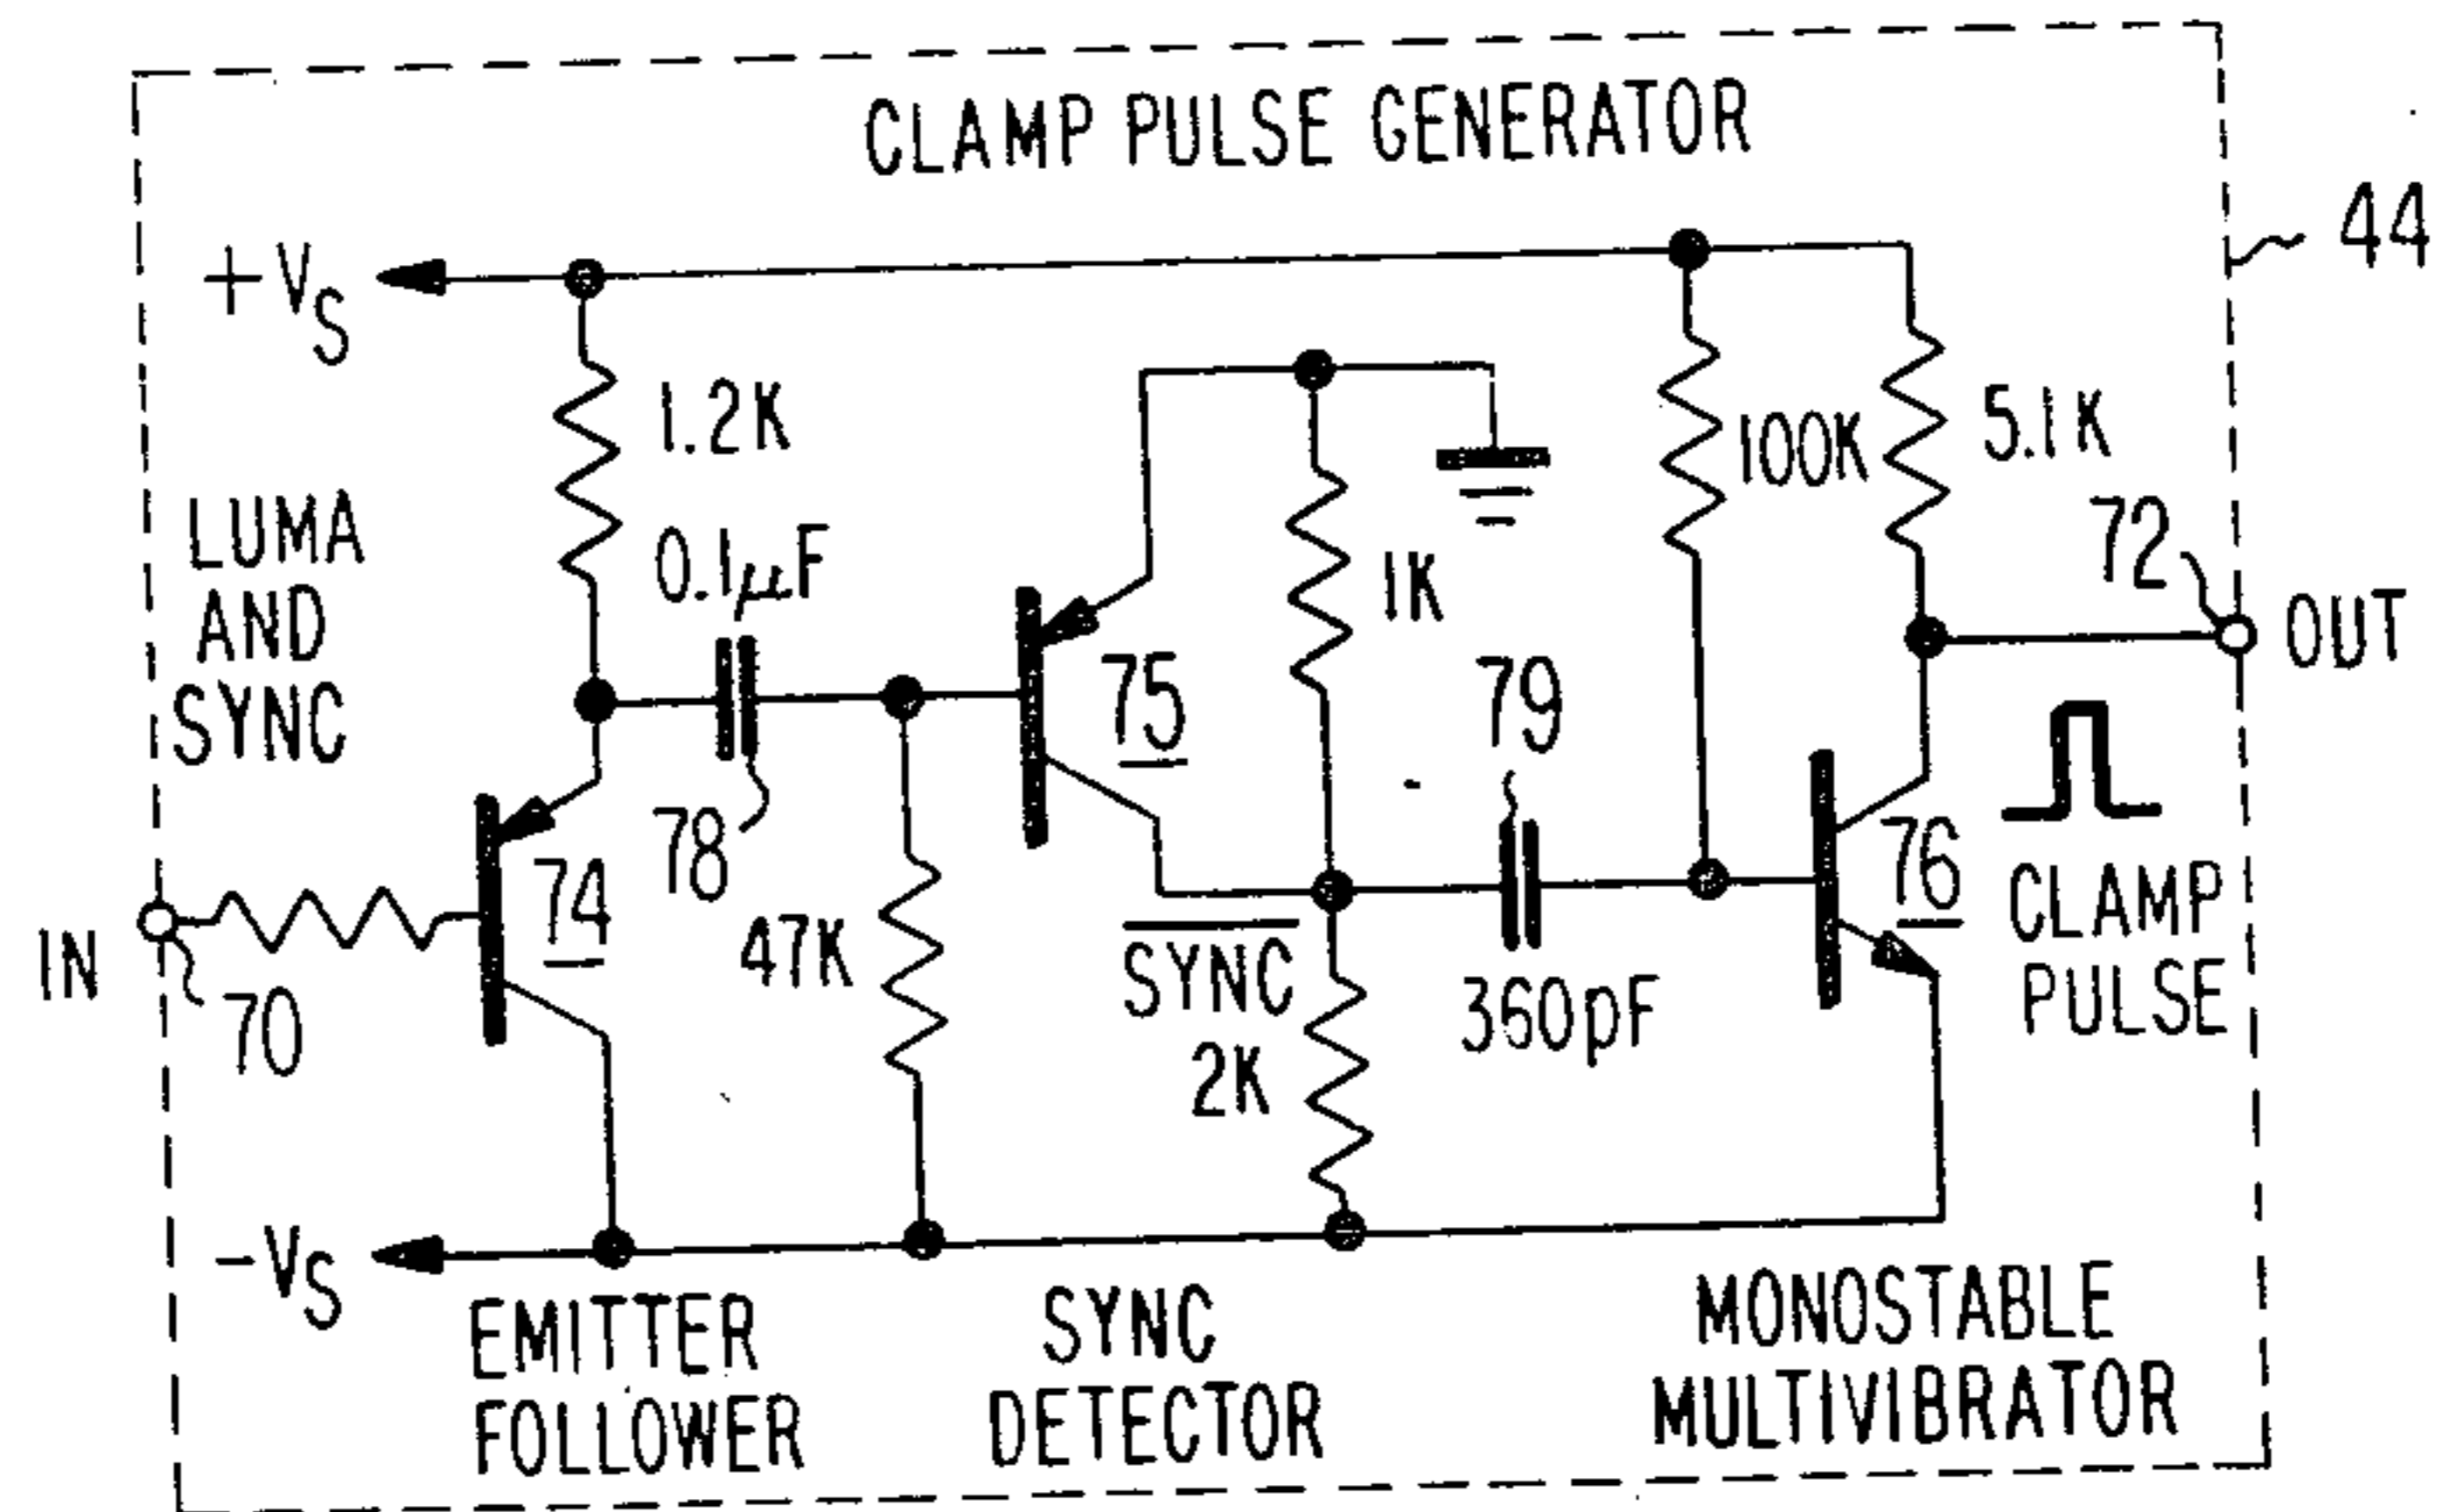 CLAMP PULSE GENERATOR
44
+VS
1.2K
100K
5.1K
72
OUT
LUMA
AND
SYNC
0.1µF
1K
75
79
78
74
47K
IN
70
SYNC
2K
360pF
76
CLAMP
PULSE
-VS
EMITTER
FOLLOWER
SYNC
DETECTOR
MONOSTABLE
MULTIVIBRATOR